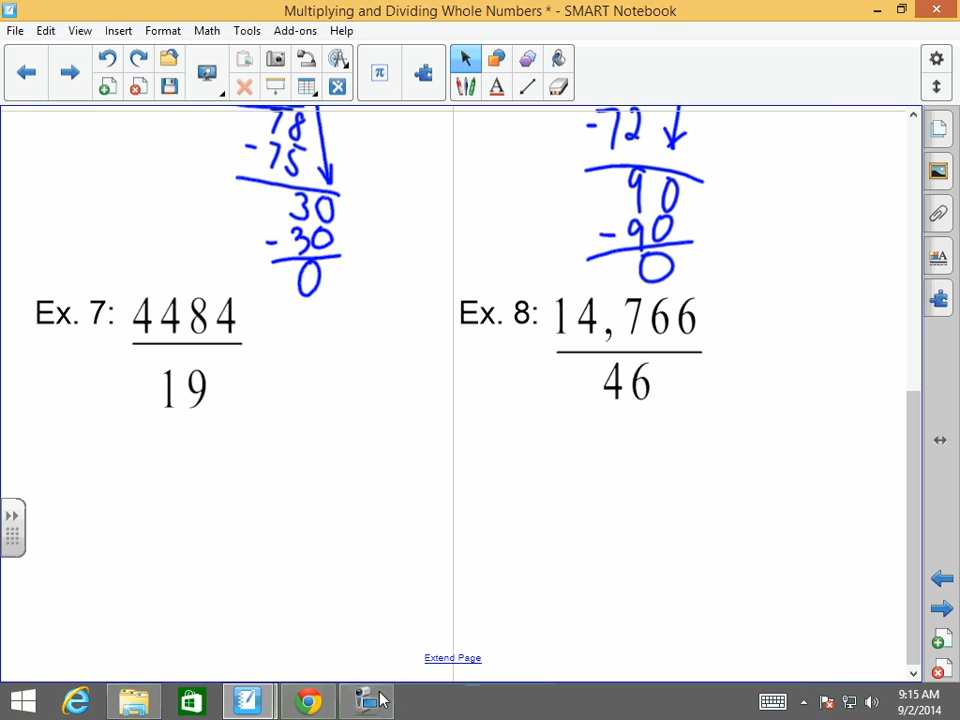 Multiplying and Dividing Whole Numbers * - SMART Notebook
File Edit View Insert Format Math Tools Add-ons Help
78
- 75
30
- 30
0
-72
90
- 90
0
Ex. 7: 4484
19
Ex. 8: 14,766
46
Extend Page
9:15 AM
9/2/2014